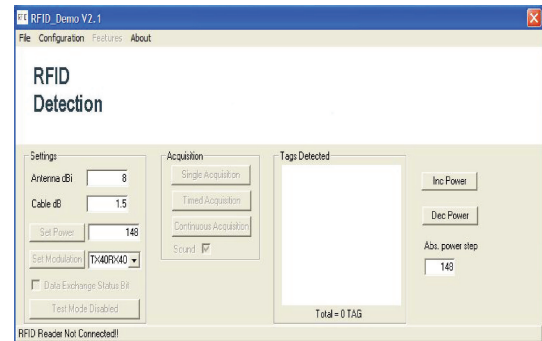 RFID_Demo V2.1
File Configuration Features About
RFID
Detection
Settings
Antenna dBi 8
Cable dB 1.5
Set Power 148
Set Modulation TX40RX40
Data Exchange Status Bit
Test Mode Disabled
Acquisition
Single Acquisition
Timed Acquisition
Continuous Acquisition
Sound
Tags Detected
Total = 0 TAG
Inc Power
Dec Power
Abs. power step
148
RFID Reader Not Connected!!